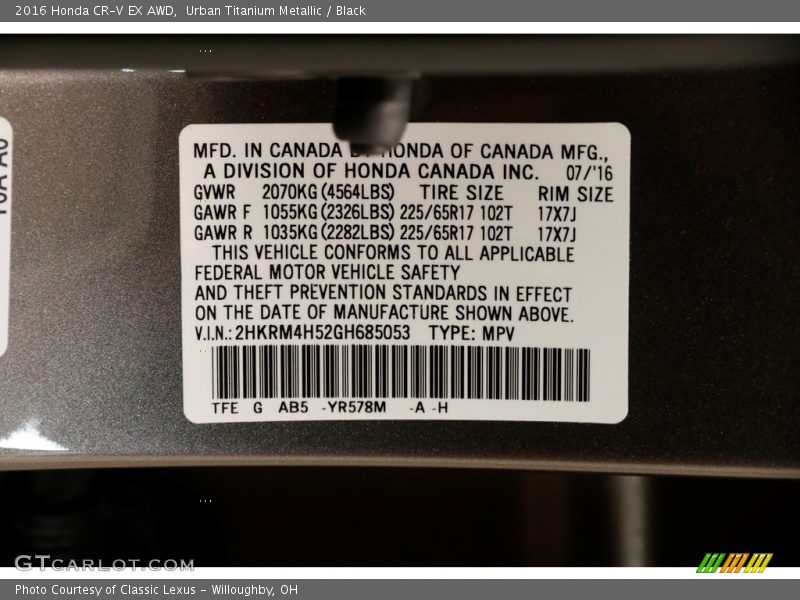 2016 Honda CR-V EX AWD, Urban Titanium Metallic / Black
MFD. IN CANADA BY HONDA OF CANADA MFG.,
A DIVISION OF HONDA CANADA INC. 07/'16
GVWR 2070KG (4564LBS) TIRE SIZE RIM SIZE
GAWR F 1055KG (2326LBS) 225/65R17 102T 17X7J
GAWR R 1035KG (2282LBS) 225/65R17 102T 17X7J
THIS VEHICLE CONFORMS TO ALL APPLICABLE
FEDERAL MOTOR VEHICLE SAFETY
AND THEFT PREVENTION STANDARDS IN EFFECT
ON THE DATE OF MANUFACTURE SHOWN ABOVE.
V.I.N.: 2HKRM4H52GH685053 TYPE: MPV
TFE G AB5 -YR578M -A -H
GTCARLOT.COM
Photo Courtesy of Classic Lexus - Willoughby, OH